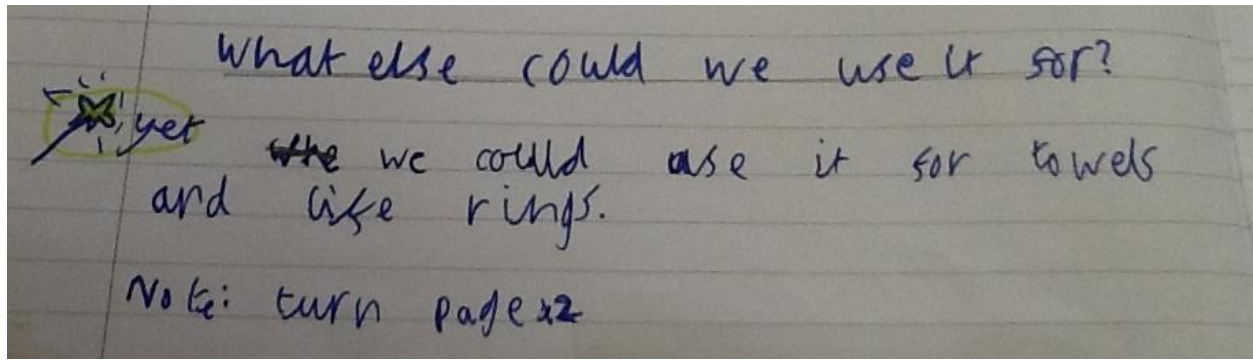 What else could we use it for?
yet
we could use it for towels
and life rings.
Note: turn page x2